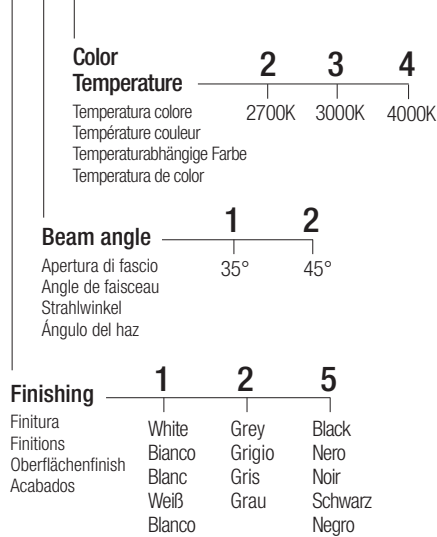 Color
Temperature
2 3 4
Temperatura colore
Température couleur
Temperaturabhängige Farbe
Temperatura de color
2700K 3000K 4000K
Beam angle
1 2
Apertura di fascio
Angle de faisceau
Strahlwinkel
Ángulo del haz
35° 45°
Finishing
1 2 5
Finitura
Finitions
Oberflächenfinish
Acabados
White Grey Black
Bianco Grigio Nero
Blanc Gris Noir
Weiß Grau Schwarz
Blanco Negro